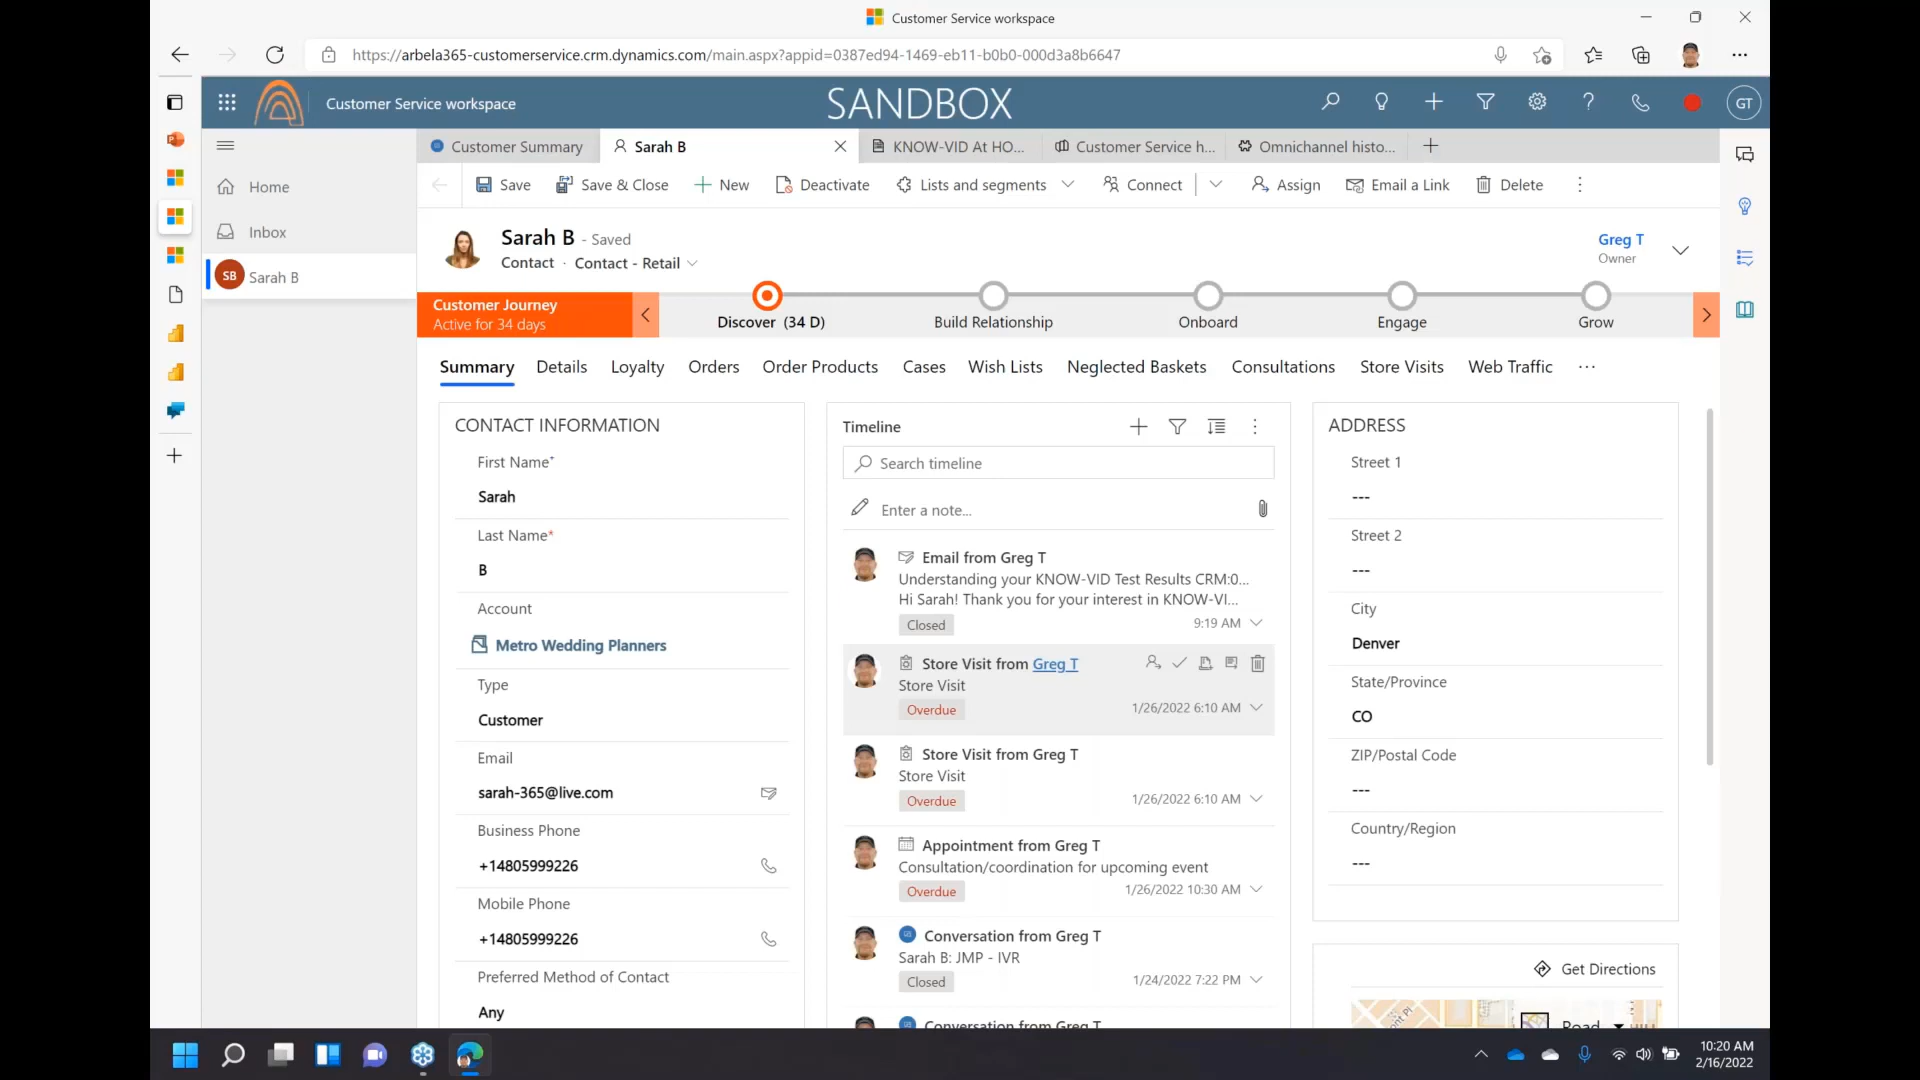 Customer Service workspace
https://arbela365-customerservice.crm.dynamics.com/main.aspx?appid=0387ed94-1469-eb11-b0b0-000d3a8b6647
Customer Service workspace
SANDBOX
GT
Customer Summary
Sarah B
KNOW-VID At HO...
Customer Service h...
Omnichannel histo...
Home
Inbox
SB
Sarah B
Save
Save & Close
New
Deactivate
Lists and segments
Connect
Assign
Email a Link
Delete
Sarah B - Saved
Contact · Contact - Retail
Greg T
Owner
Customer Journey
Active for 34 days
Discover (34 D)
Build Relationship
Onboard
Engage
Grow
Summary
Details
Loyalty
Orders
Order Products
Cases
Wish Lists
Neglected Baskets
Consultations
Store Visits
Web Traffic
CONTACT INFORMATION
First Name*
Sarah
Last Name*
B
Account
Metro Wedding Planners
Type
Customer
Email
sarah-365@live.com
Business Phone
+14805999226
Mobile Phone
+14805999226
Preferred Method of Contact
Any
Timeline
Search timeline
Enter a note...
Email from Greg T
Understanding your KNOW-VID Test Results CRM:0...
Hi Sarah! Thank you for your interest in KNOW-VI...
Closed
9:19 AM
Store Visit from Greg T
Store Visit
Overdue
1/26/2022 6:10 AM
Store Visit from Greg T
Store Visit
Overdue
1/26/2022 6:10 AM
Appointment from Greg T
Consultation/coordination for upcoming event
Overdue
1/26/2022 10:30 AM
Conversation from Greg T
Sarah B: JMP - IVR
Closed
1/24/2022 7:22 PM
Conversation from Greg T
ADDRESS
Street 1
---
Street 2
---
City
Denver
State/Province
CO
ZIP/Postal Code
---
Country/Region
---
Get Directions
Road
10:20 AM
2/16/2022